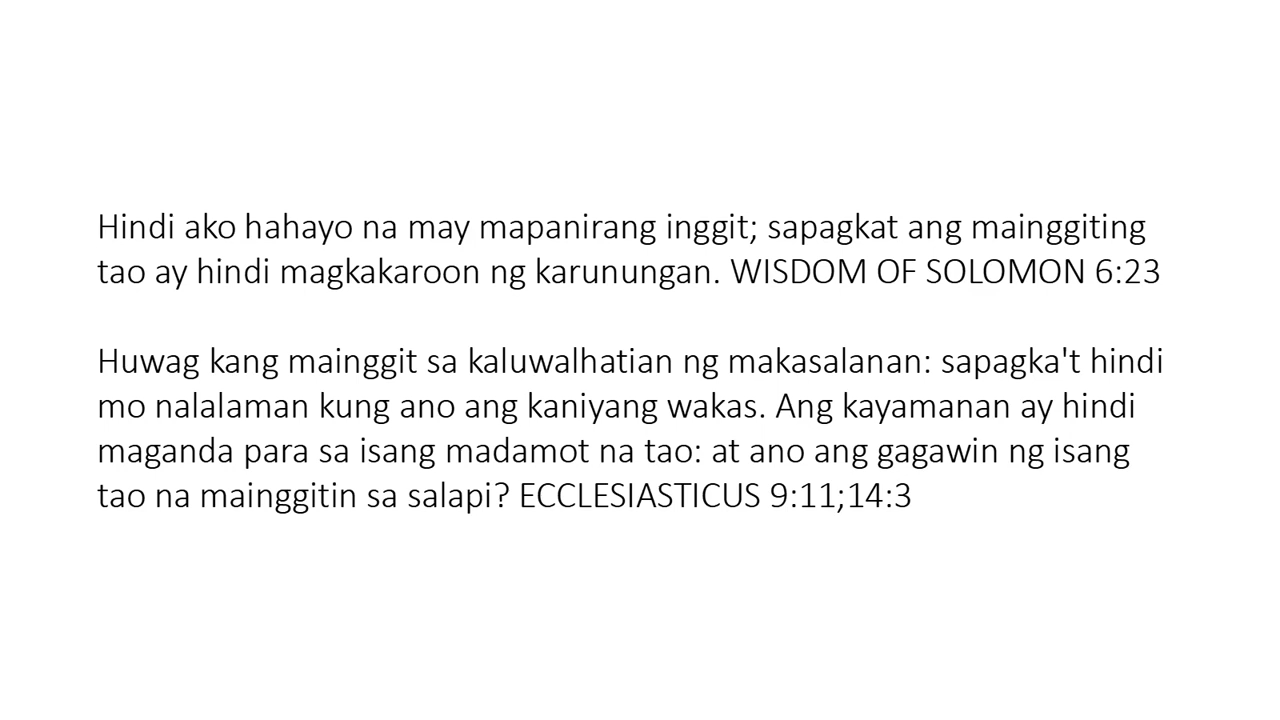 Hindi ako hahayo na may mapanirang inggit; sapagkat ang mainggiting
tao ay hindi magkakaroon ng karunungan. WISDOM OF SOLOMON 6:23
Huwag kang mainggit sa kaluwalhatian ng makasalanan: sapagka't hindi
mo nalalaman kung ano ang kaniyang wakas. Ang kayamanan ay hindi
maganda para sa isang madamot na tao: at ano ang gagawin ng isang
tao na mainggitin sa salapi? ECCLESIASTICUS 9:11;14:3